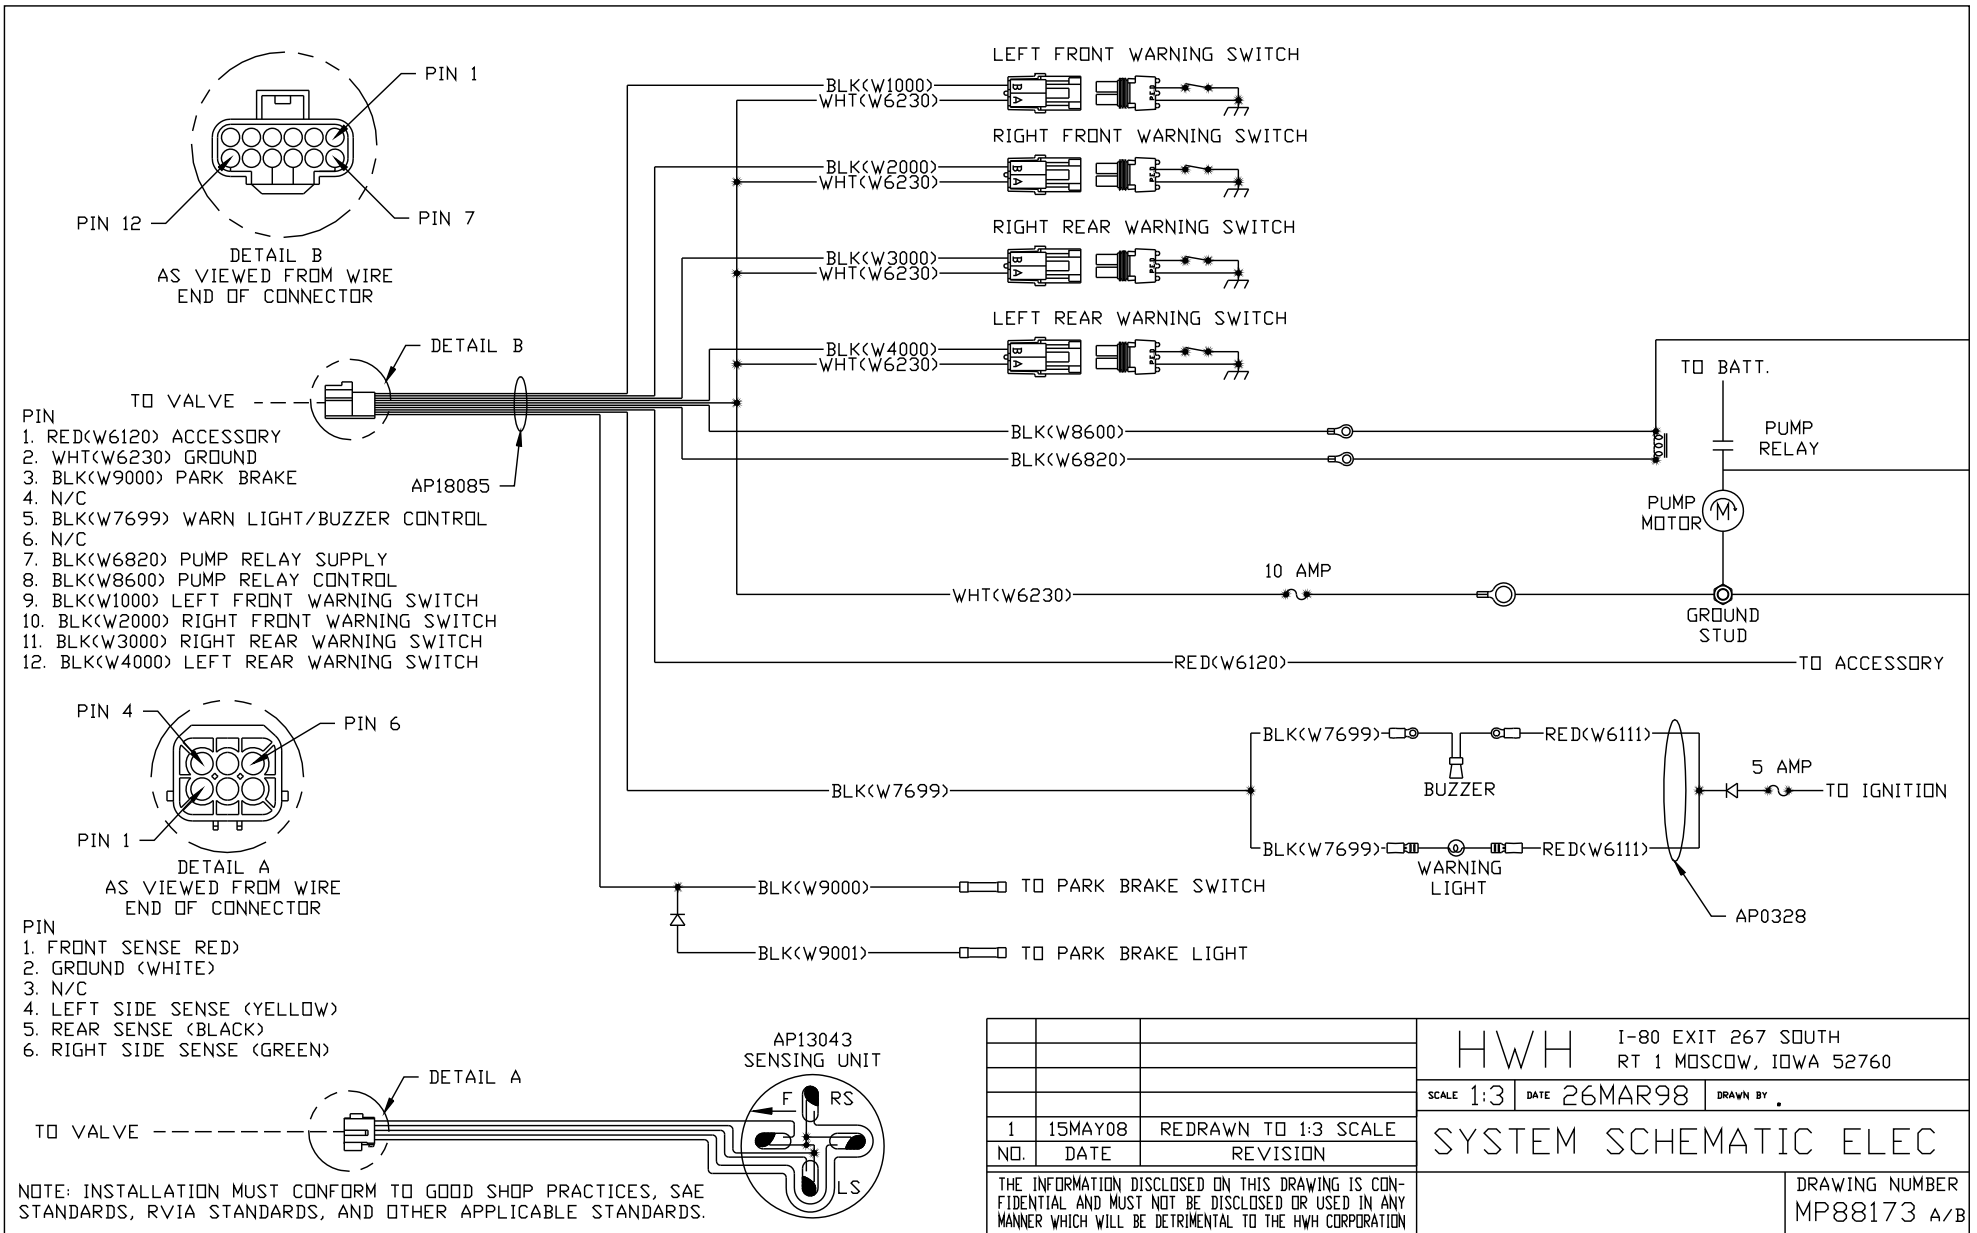 PIN 1
PIN 12
PIN 7
DETAIL B
AS VIEWED FROM WIRE
END OF CONNECTOR
TO VALVE
DETAIL B
AP18085
PIN
1. RED(W6120) ACCESSORY
2. WHT(W6230) GROUND
3. BLK(W9000) PARK BRAKE
4. N/C
5. BLK(W7699) WARN LIGHT/BUZZER CONTROL
6. N/C
7. BLK(W6820) PUMP RELAY SUPPLY
8. BLK(W8600) PUMP RELAY CONTROL
9. BLK(W1000) LEFT FRONT WARNING SWITCH
10. BLK(W2000) RIGHT FRONT WARNING SWITCH
11. BLK(W3000) RIGHT REAR WARNING SWITCH
12. BLK(W4000) LEFT REAR WARNING SWITCH
LEFT FRONT WARNING SWITCH
BLK(W1000)
WHT(W6230)
B
A
RIGHT FRONT WARNING SWITCH
BLK(W2000)
WHT(W6230)
B
A
RIGHT REAR WARNING SWITCH
BLK(W3000)
WHT(W6230)
B
A
LEFT REAR WARNING SWITCH
BLK(W4000)
WHT(W6230)
B
A
TO BATT.
BLK(W8600)
BLK(W6820)
PUMP
RELAY
PUMP
MOTOR
M
WHT(W6230)
10 AMP
GROUND
STUD
RED(W6120)
TO ACCESSORY
BLK(W7699)
BLK(W7699)
BUZZER
RED(W6111)
5 AMP
TO IGNITION
BLK(W7699)
WARNING
LIGHT
RED(W6111)
AP0328
BLK(W9000)
TO PARK BRAKE SWITCH
BLK(W9001)
TO PARK BRAKE LIGHT
PIN 4
PIN 6
PIN 1
DETAIL A
AS VIEWED FROM WIRE
END OF CONNECTOR
PIN
1. FRONT SENSE RED)
2. GROUND (WHITE)
3. N/C
4. LEFT SIDE SENSE (YELLOW)
5. REAR SENSE (BLACK)
6. RIGHT SIDE SENSE (GREEN)
DETAIL A
TO VALVE
AP13043
SENSING UNIT
F
RS
LS
NOTE: INSTALLATION MUST CONFORM TO GOOD SHOP PRACTICES, SAE
STANDARDS, RVIA STANDARDS, AND OTHER APPLICABLE STANDARDS.
1 15MAY08 REDRAWN TO 1:3 SCALE
NO. DATE REVISION
THE INFORMATION DISCLOSED ON THIS DRAWING IS CON-
FIDENTIAL AND MUST NOT BE DISCLOSED OR USED IN ANY
MANNER WHICH WILL BE DETRIMENTAL TO THE HWH CORPORATION
HWH
I-80 EXIT 267 SOUTH
RT 1 MOSCOW, IOWA 52760
SCALE 1:3 DATE 26MAR98 DRAWN BY .
SYSTEM SCHEMATIC ELEC
DRAWING NUMBER
MP88173 A/B